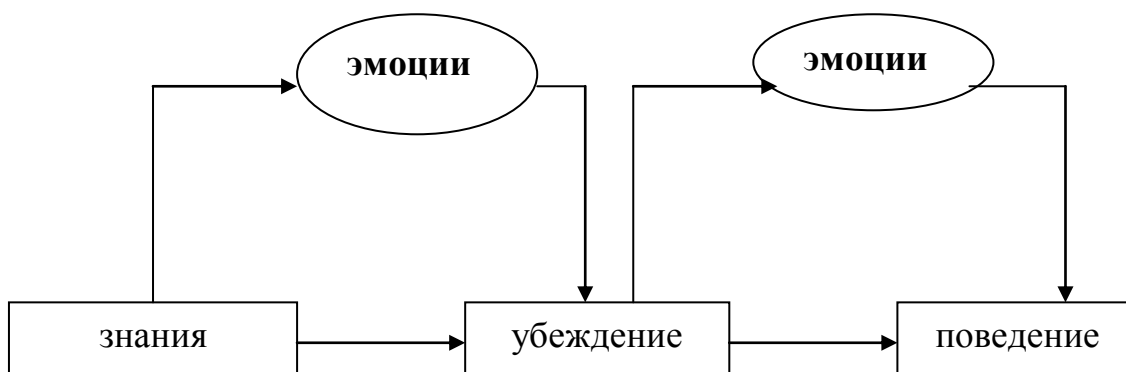 эмоции
эмоции
знания
убеждение
поведение